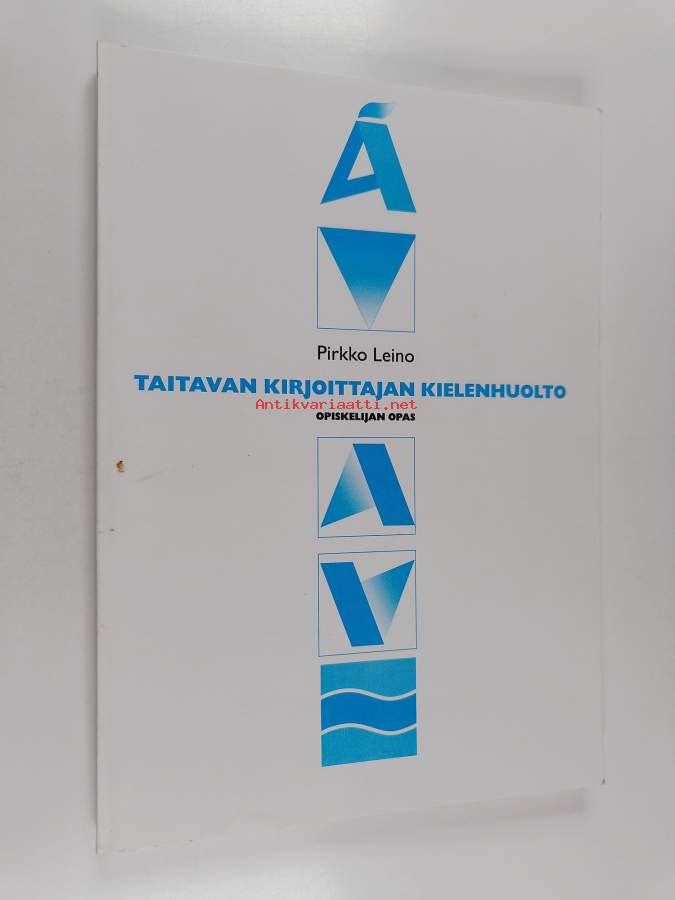 Pirkko Leino
TAITAVAN KIRJOITTAJAN KIELENHUOLTO
Antikvariaatti.net
OPISKELIJAN OPAS